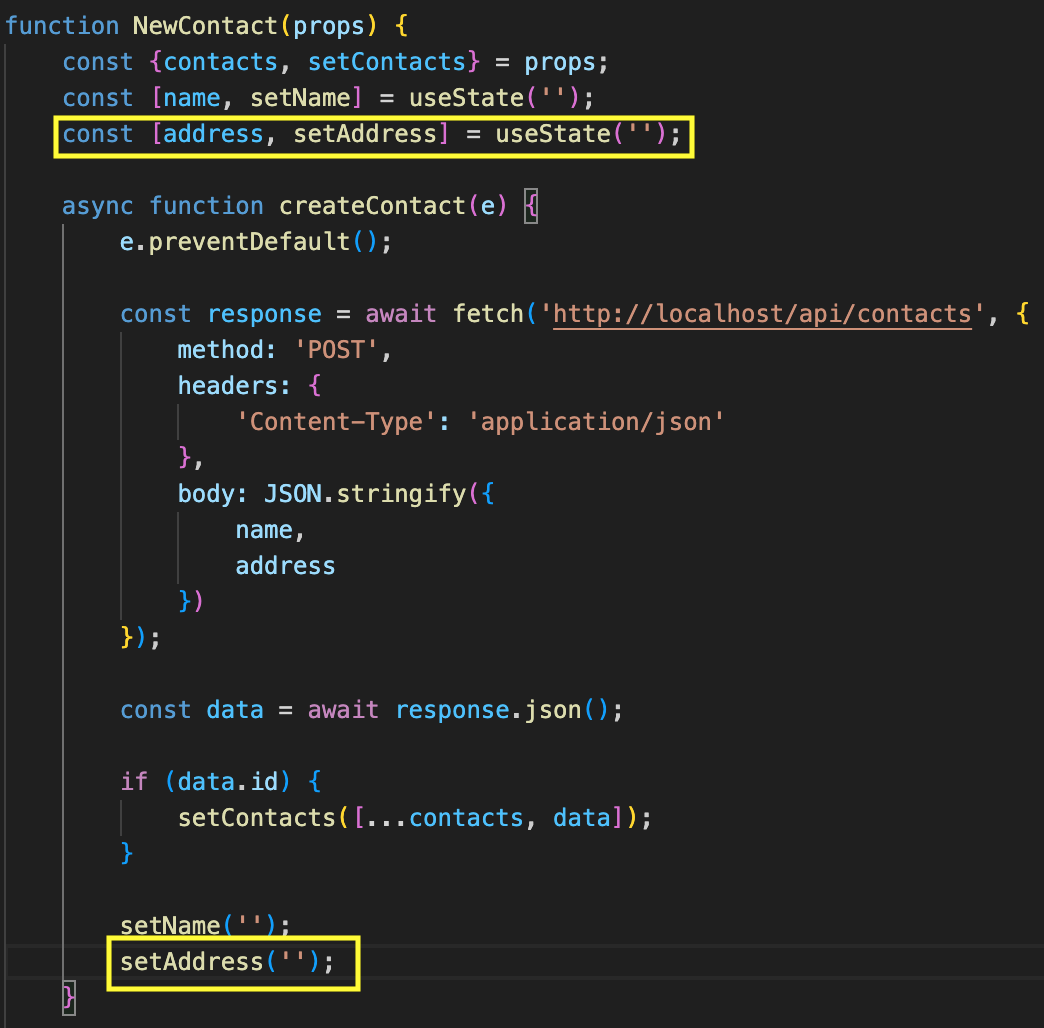 function NewContact(props) {
    const {contacts, setContacts} = props;
    const [name, setName] = useState('');
    const [address, setAddress] = useState('');
    async function createContact(e) {
        e.preventDefault();
        const response = await fetch('http://localhost/api/contacts', {
            method: 'POST',
            headers: {
                'Content-Type': 'application/json'
            },
            body: JSON.stringify({
                name,
                address
            })
        });
        const data = await response.json();
        if (data.id) {
            setContacts([...contacts, data]);
        }
        setName('');
        setAddress('');
    }